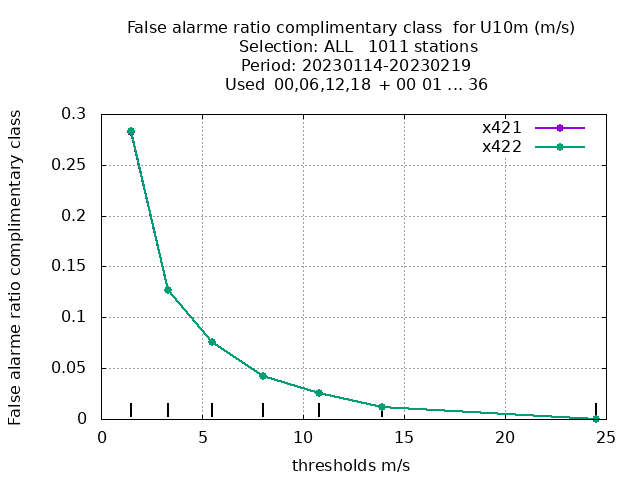 False alarme ratio complimentary class  for U10m (m/s)
Selection: ALL   1011 stations
Period: 20230114-20230219
Used  00,06,12,18  + 00 01 ... 36
False alarme ratio complimentary class
x421
x422
0.3
0.25
0.2
0.15
0.1
0.05
0
0 5 10 15 20 25
thresholds m/s